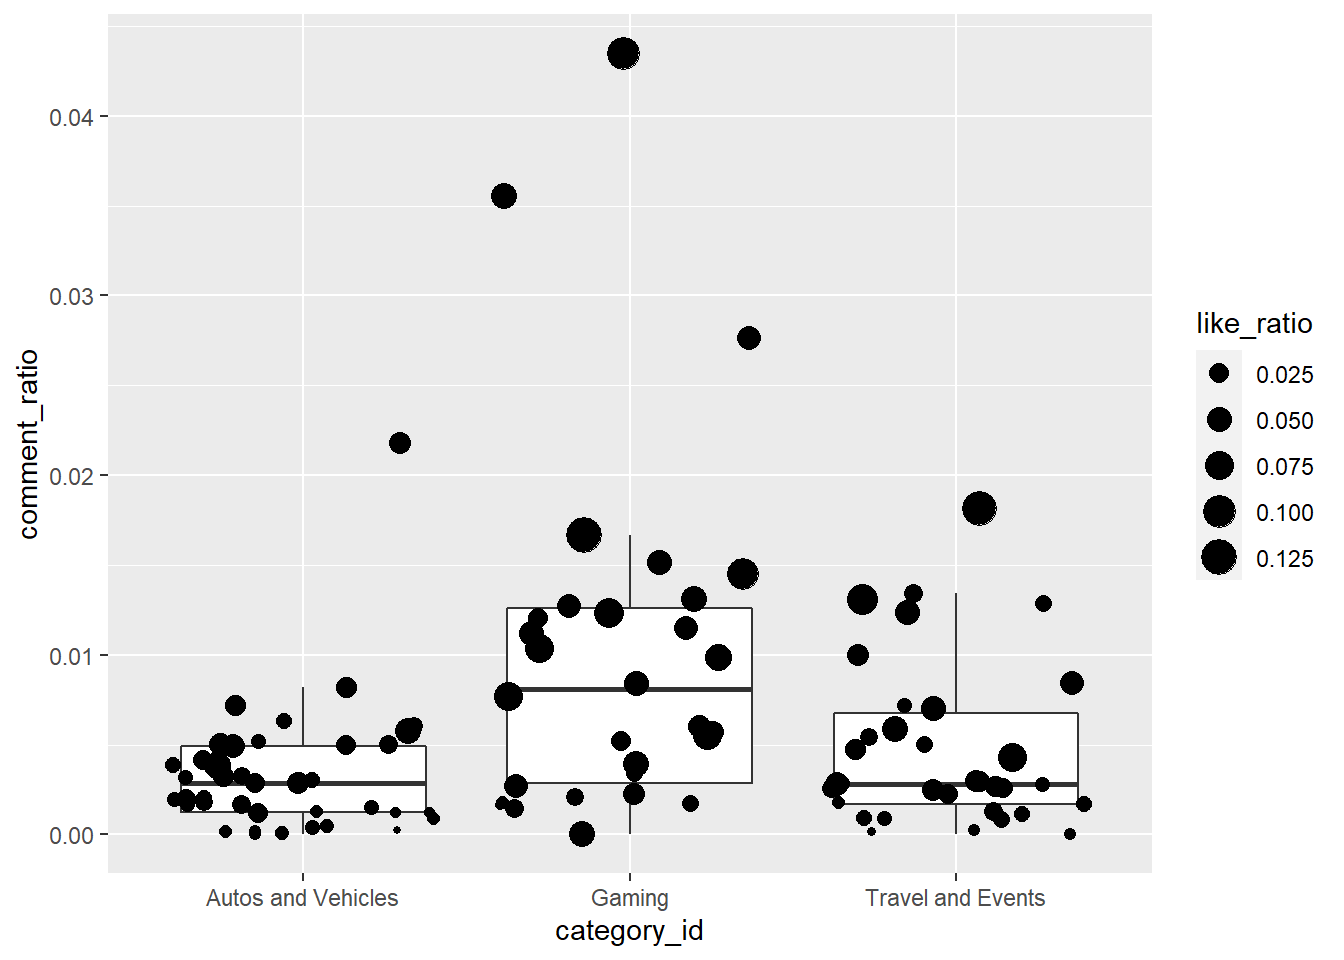 comment_ratio
0.04
0.03
0.02
0.01
0.00
Autos and Vehicles
Gaming
Travel and Events
category_id
like_ratio
0.025
0.050
0.075
0.100
0.125